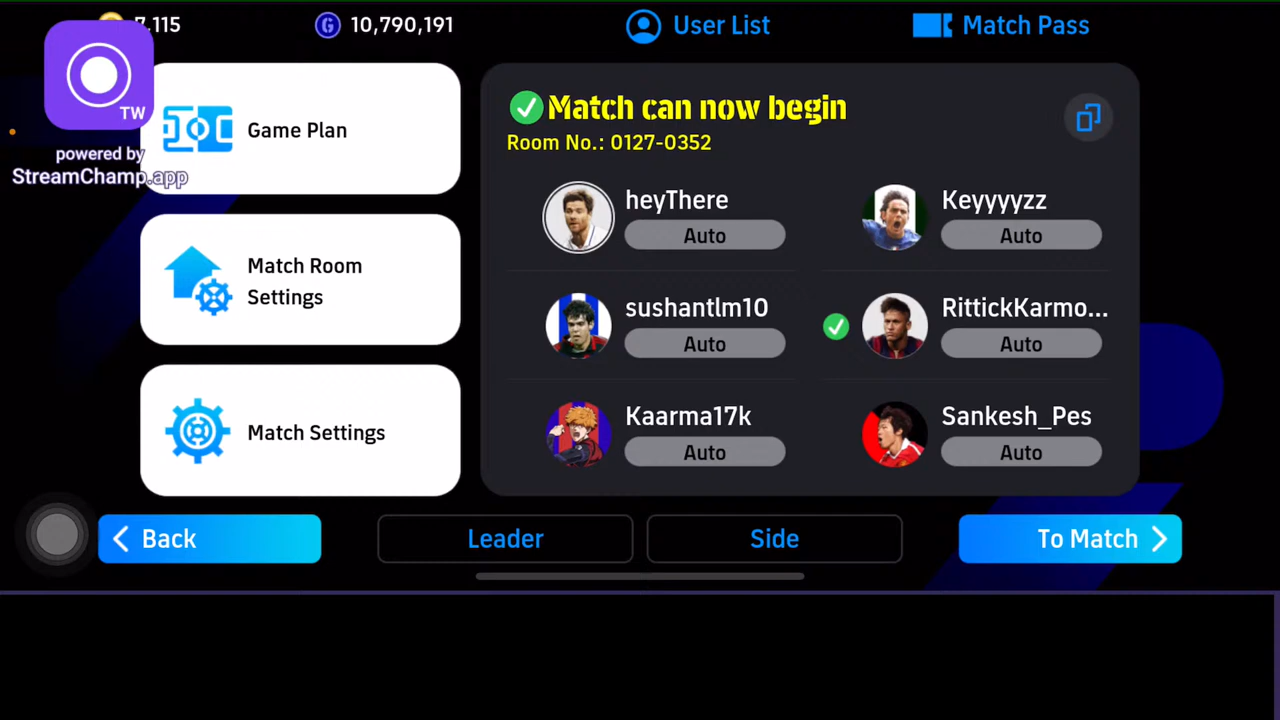 7,115
10,790,191
User List
Match Pass
TW
powered by
StreamChamp.app
Game Plan
Match Room
Settings
Match Settings
Match can now begin
Room No.: 0127-0352
heyThere
Auto
Keyyyyzz
Auto
sushantlm10
Auto
RittickKarmo...
Auto
Kaarma17k
Auto
Sankesh_Pes
Auto
Back
Leader
Side
To Match